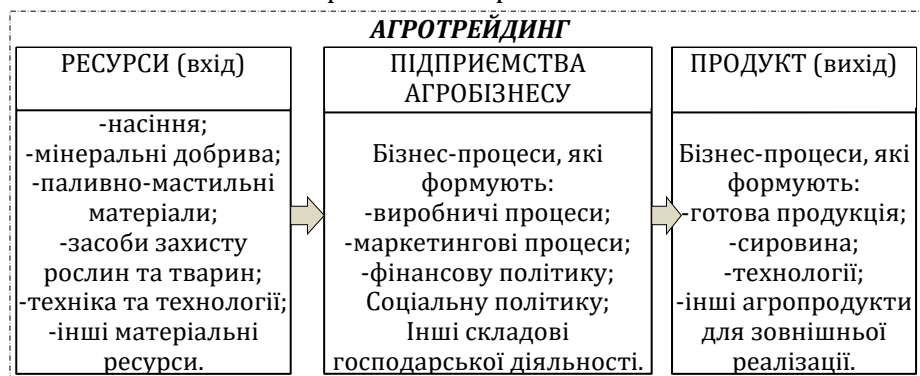 АГРОТРЕЙДИНГ
РЕСУРСИ (вхід)
-насіння;
-мінеральні добрива;
-паливно-мастильні
матеріали;
-засоби захисту
рослин та тварин;
-техніка та технології;
-інші матеріальні
ресурси.
ПІДПРИЄМСТВА
АГРОБІЗНЕСУ
Бізнес-процеси, які
формують:
-виробничі процеси;
-маркетингові процеси;
-фінансову політику;
Соціальну політику;
Інші складові
господарської діяльності.
ПРОДУКТ (вихід)
Бізнес-процеси, які
формують:
-готова продукція;
-сировина;
-технології;
-інші агропродукти
для зовнішньої
реалізації.